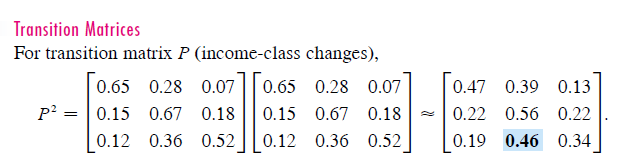 Transition Matrices
For transition matrix P (income-class changes),
0.65 0.28 0.07 0.65 0.28 0.07 0.47 0.39 0.13
P² = 0.15 0.67 0.18 0.15 0.67 0.18 ≈ 0.22 0.56 0.22 .
0.12 0.36 0.52 0.12 0.36 0.52 0.19 0.46 0.34